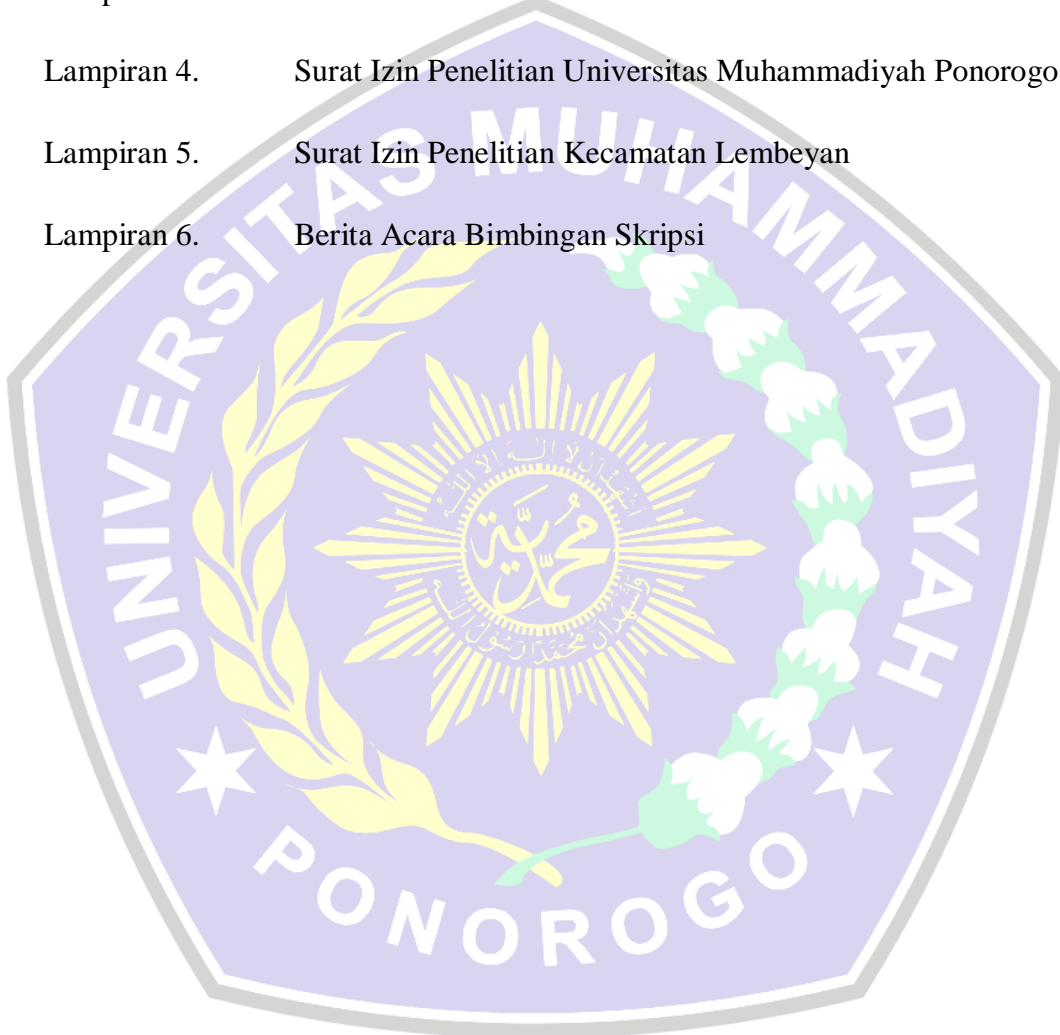 Lampiran 4. Surat Izin Penelitian Universitas Muhammadiyah Ponorogo
Lampiran 5. Surat Izin Penelitian Kecamatan Lembeyan
Lampiran 6. Berita Acara Bimbingan Skripsi
UNIVERSITAS MUHAMMADIYAH
PONOROGO